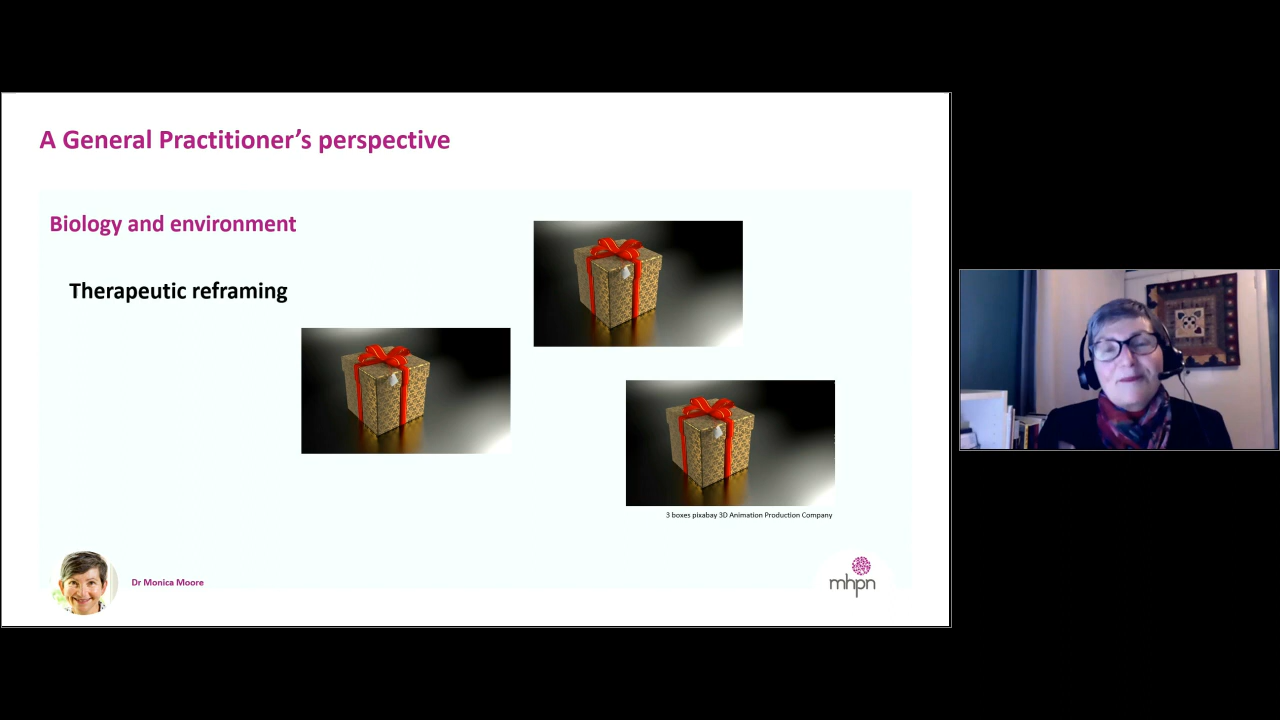 A General Practitioner’s perspective
Biology and environment
Therapeutic reframing
3 boxes pixabay 3D Animation Production Company
Dr Monica Moore
mhpn